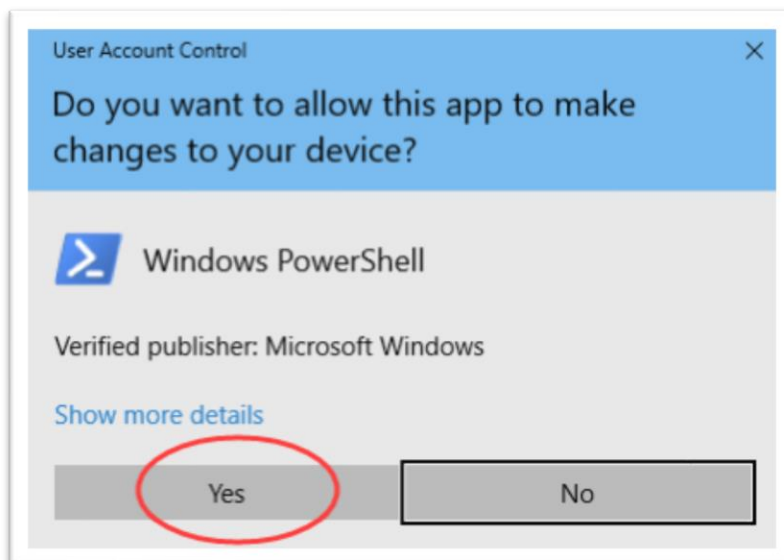 User Account Control
Do you want to allow this app to make
changes to your device?
Windows PowerShell
Verified publisher: Microsoft Windows
Show more details
Yes No